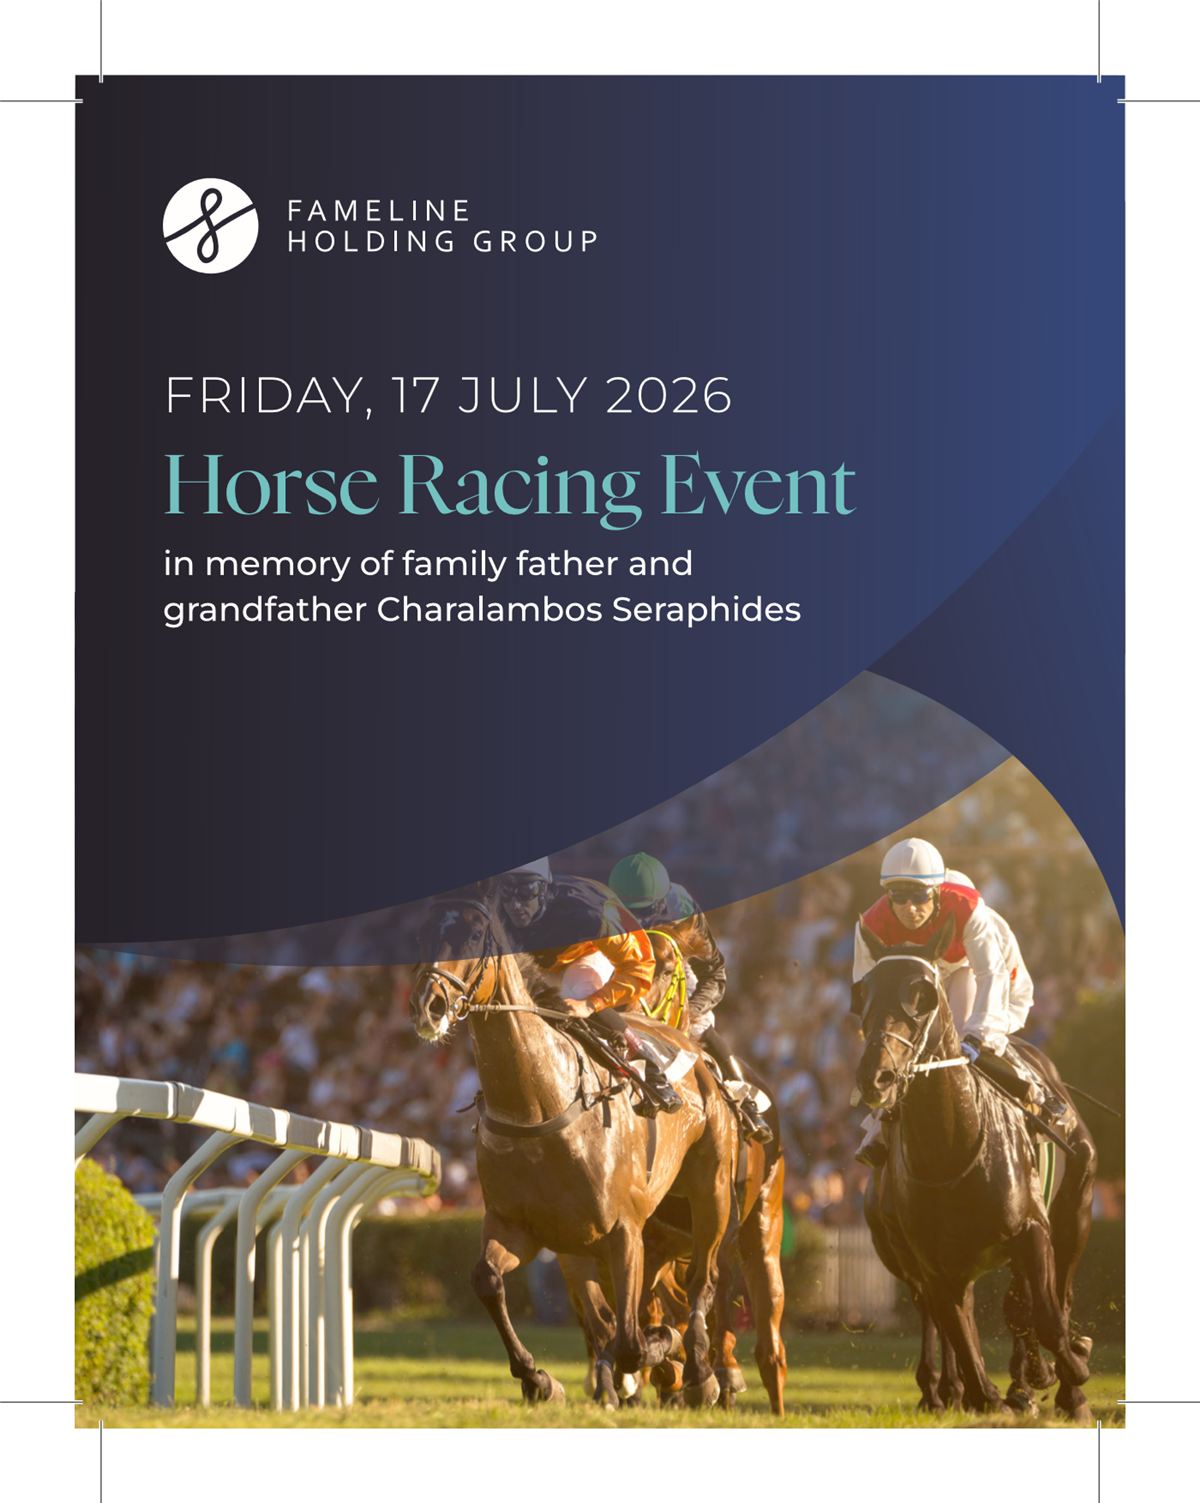 FAMELINE
HOLDING GROUP
FRIDAY, 17 JULY 2026
Horse Racing Event
in memory of family father and
grandfather Charalambos Seraphides